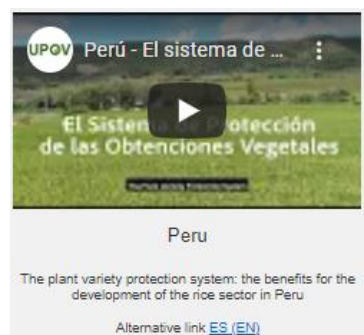 UPOV
Perú - El sistema de ...
El Sistema de Protección
de las Obtenciones Vegetales
Peru
The plant variety protection system: the benefits for the
development of the rice sector in Peru
Alternative link ES (EN)